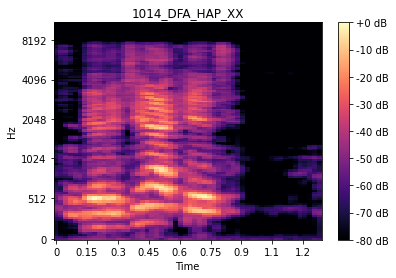 1014_DFA_HAP_XX
+0 dB
8192
-10 dB
4096
-20 dB
-30 dB
2048
Hz
-40 dB
1024
-50 dB
512
-60 dB
-70 dB
0
-80 dB
0 0.15 0.3 0.45 0.6 0.75 0.9 1.1 1.2
Time